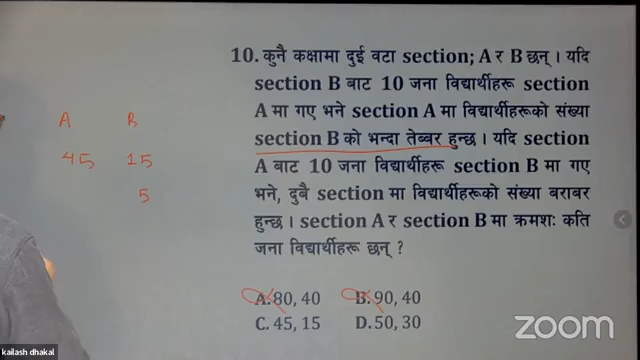 10. कुनै कक्षामा दुई वटा section; A र B छन् । यदि
section B बाट 10 जना विद्यार्थीहरू section
A मा गए भने section A मा विद्यार्थीहरूको संख्या
section B को भन्दा तेब्बर हुन्छ । यदि section
A बाट 10 जना विद्यार्थीहरू section B मा गए
भने, दुबै section मा विद्यार्थीहरूको संख्या बराबर
हुन्छ । section A र section B मा क्रमशः कति
जना विद्यार्थीहरू छन् ?
A. 80, 40 B. 90, 40
C. 45, 15 D. 50, 30
A B
45 15
5
zoom
kailash dhakal